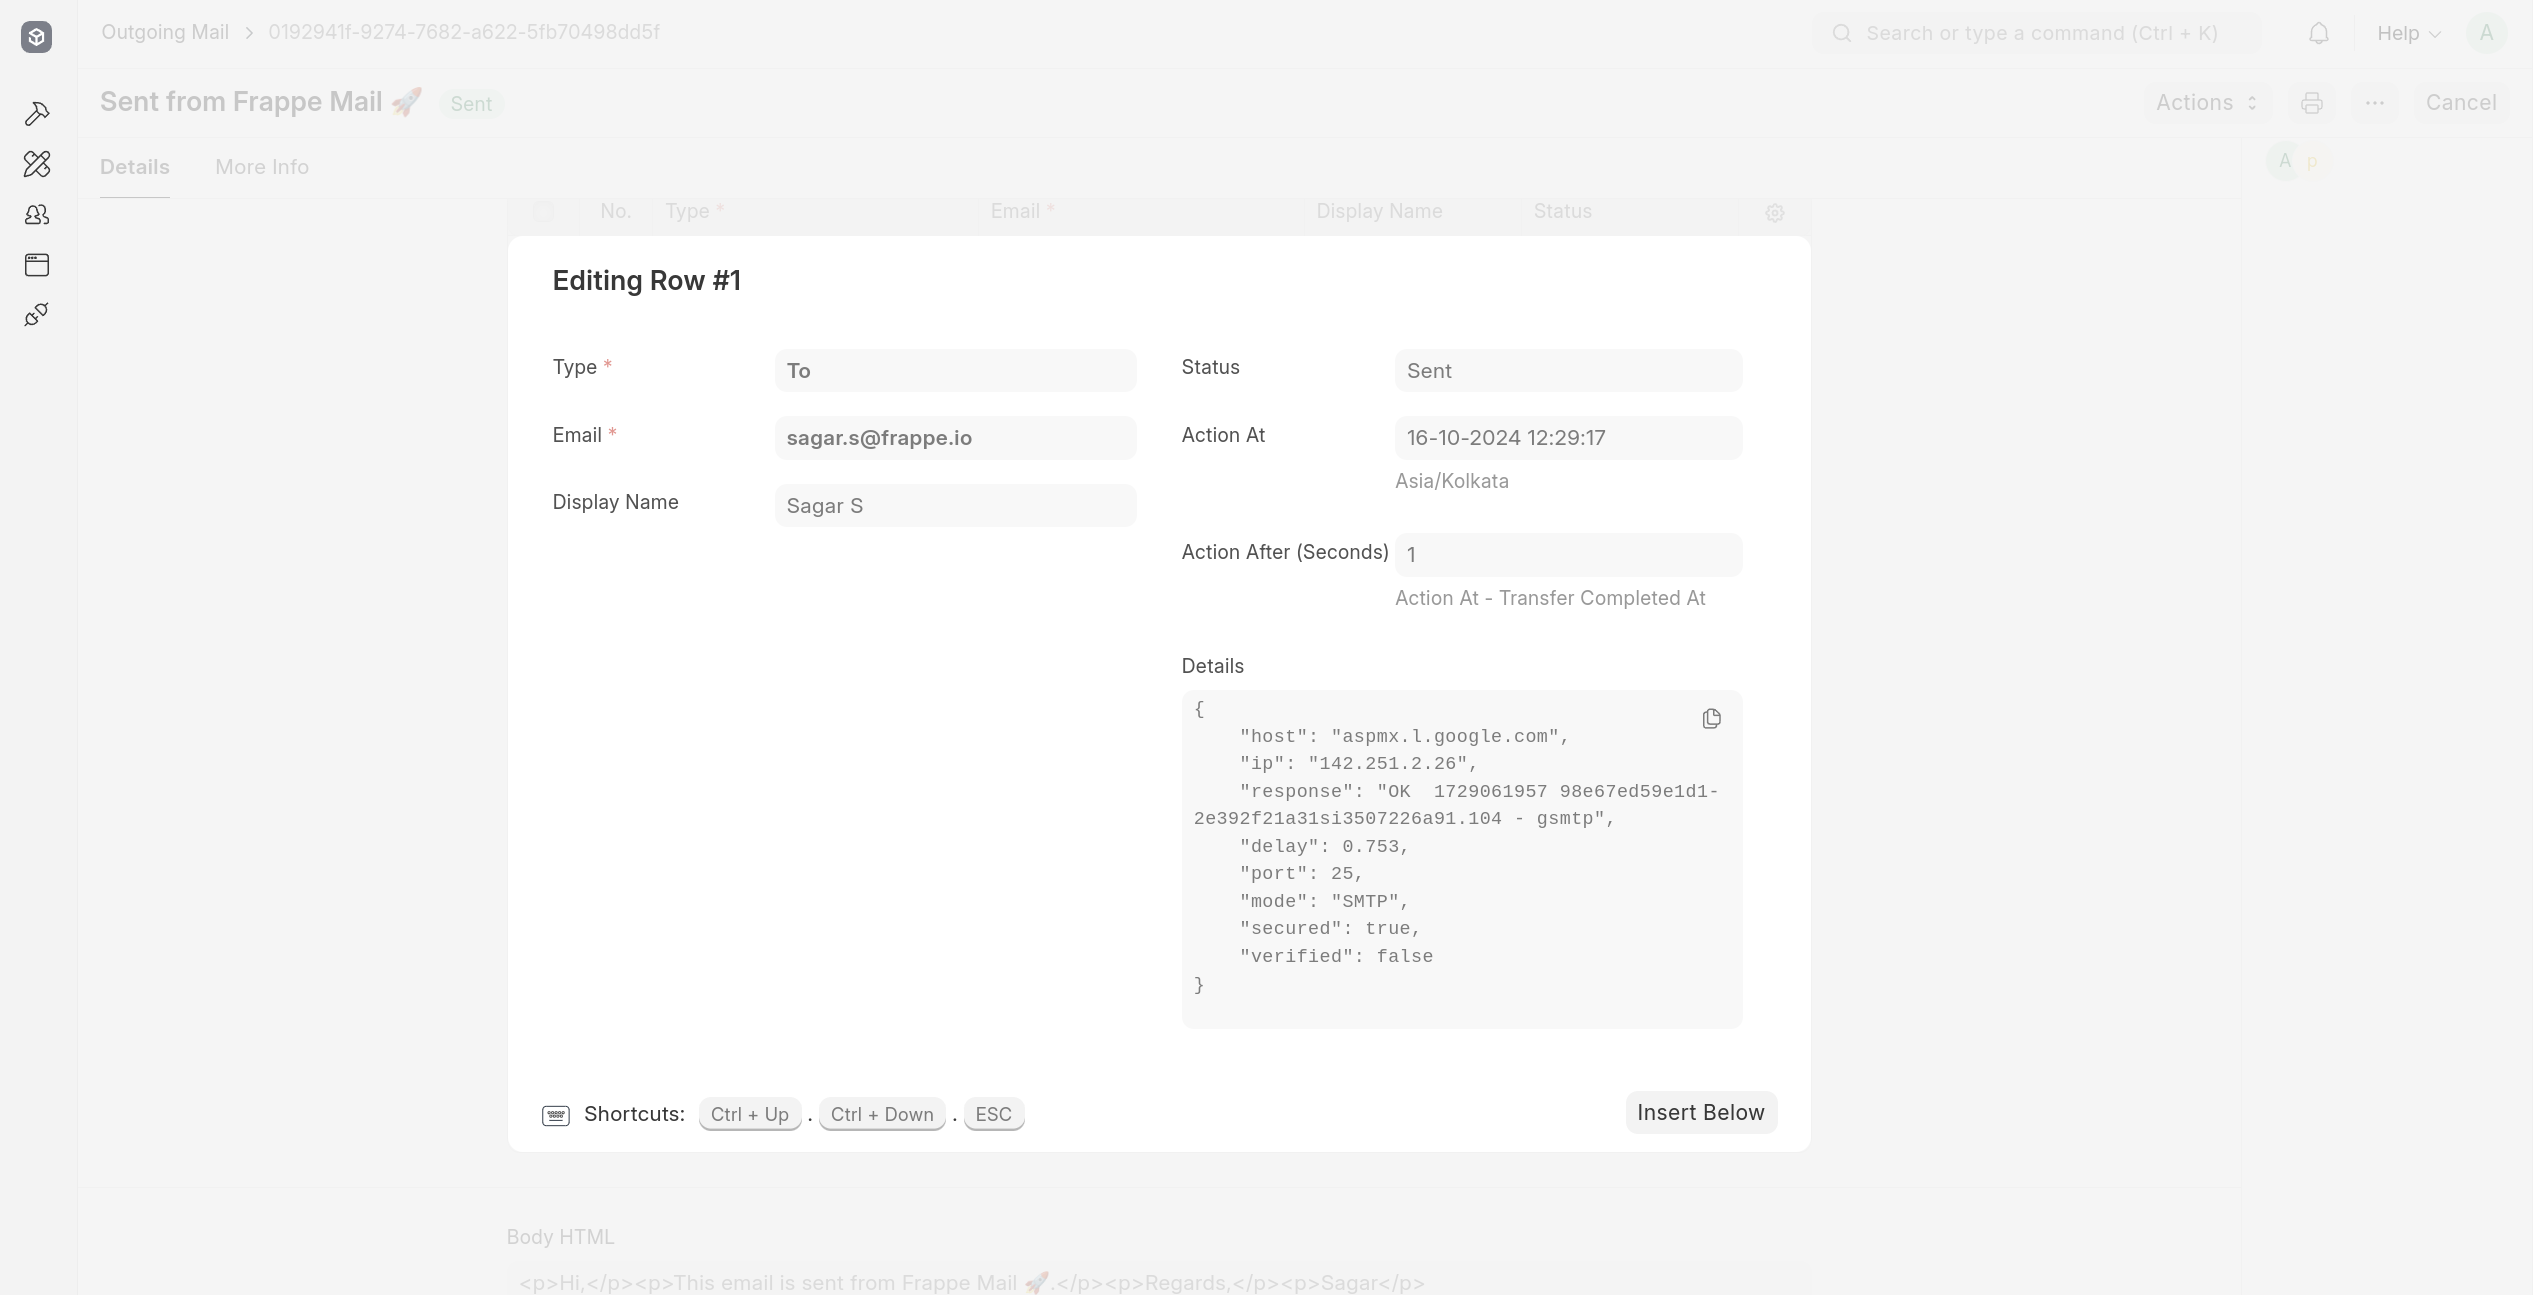 Outgoing Mail > 0192941f-9274-7682-a622-5fb70498dd5f
Search or type a command (Ctrl + K)
Help
A
Sent from Frappe Mail 🚀 Sent
Actions
...
Cancel
Details More Info
A p
No. Type * Email * Display Name Status
Editing Row #1
Type * To
Email * sagar.s@frappe.io
Display Name Sagar S
Status Sent
Action At 16-10-2024 12:29:17
Asia/Kolkata
Action After (Seconds) 1
Action At - Transfer Completed At
Details
{
"host": "aspmx.l.google.com",
"ip": "142.251.2.26",
"response": "OK  1729061957 98e67ed59e1d1-
2e392f21a31si3507226a91.104 - gsmtp",
"delay": 0.753,
"port": 25,
"mode": "SMTP",
"secured": true,
"verified": false
}
Shortcuts: Ctrl + Up . Ctrl + Down . ESC
Insert Below
Body HTML
<p>Hi,</p><p>This email is sent from Frappe Mail 🚀.</p><p>Regards,</p><p>Sagar</p>